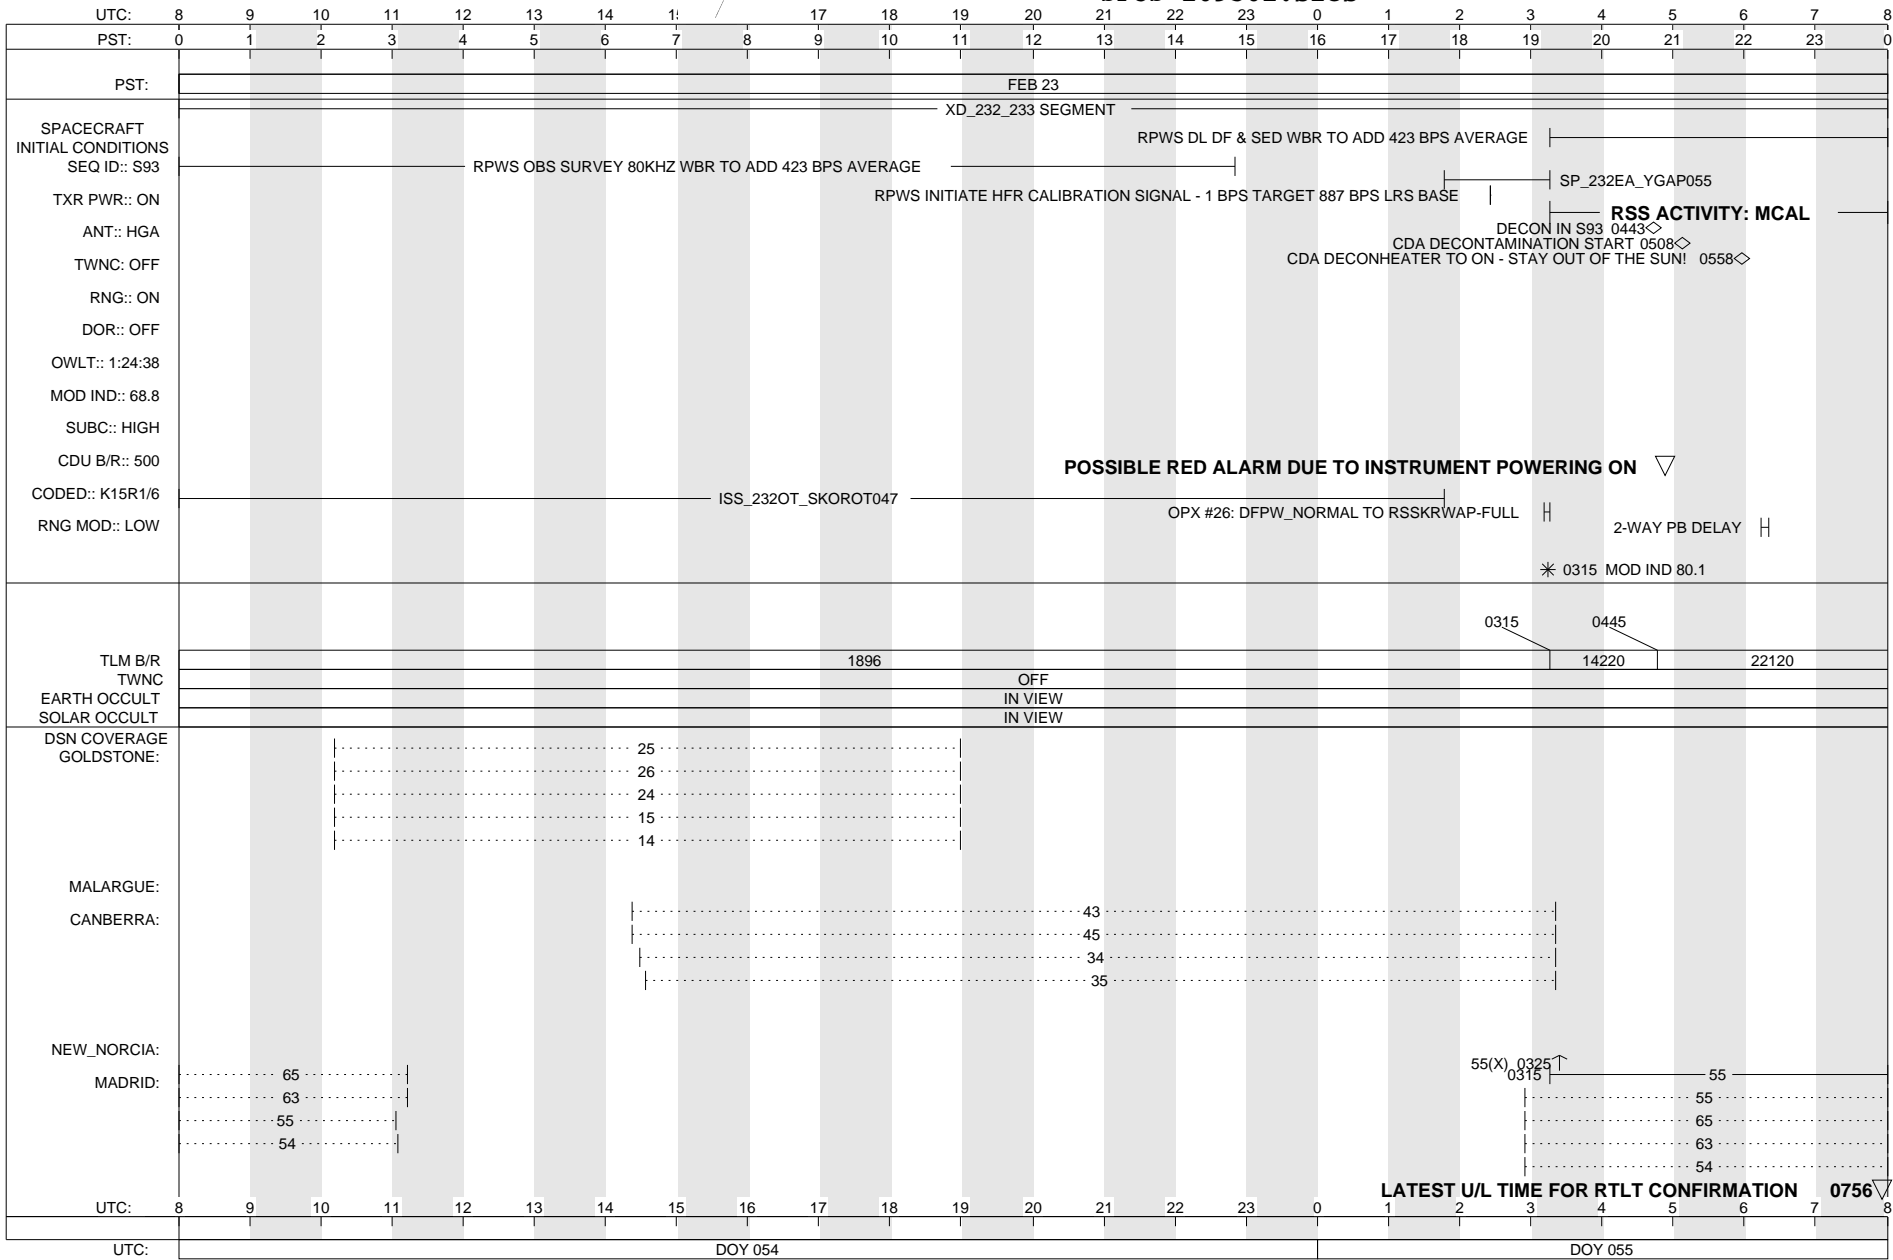 UTC: 8 9 10 11 12 13 14 17 18 19 20 21 22 23 0 1 2 3 4 5 6 7 8
PST: 0 1 2 3 4 5 6 7 8 9 10 11 12 13 14 15 16 17 18 19 20 21 22 23 0
PST: FEB 23
XD_232_233 SEGMENT
SPACECRAFT
INITIAL CONDITIONS
RPWS DL DF & SED WBR TO ADD 423 BPS AVERAGE
SEQ ID:: S93
RPWS OBS SURVEY 80KHZ WBR TO ADD 423 BPS AVERAGE
SP_232EA_YGAP055
TXR PWR:: ON
RPWS INITIATE HFR CALIBRATION SIGNAL - 1 BPS TARGET 887 BPS LRS BASE
RSS ACTIVITY: MCAL
ANT:: HGA
DECON IN S93 0443
CDA DECONTAMINATION START 0508
CDA DECONHEATER TO ON - STAY OUT OF THE SUN! 0558
TWNC: OFF
RNG:: ON
DOR:: OFF
OWLT:: 1:24:38
MOD IND:: 68.8
SUBC:: HIGH
CDU B/R:: 500
POSSIBLE RED ALARM DUE TO INSTRUMENT POWERING ON
CODED:: K15R1/6
ISS_232OT_SKOROT047
OPX #26: DFPW_NORMAL TO RSSKRWAP-FULL
RNG MOD:: LOW
2-WAY PB DELAY
0315 MOD IND 80.1
0315 0445
TLM B/R 1896 14220 22120
TWNC OFF
EARTH OCCULT IN VIEW
SOLAR OCCULT IN VIEW
DSN COVERAGE
GOLDSTONE:
25
26
24
15
14
MALARGUE:
CANBERRA:
43
45
34
35
NEW_NORCIA:
55(X) 0325
MADRID:
65 0315 55
63 55
55 65
54 63
54
LATEST U/L TIME FOR RTLT CONFIRMATION 0756
UTC: 8 9 10 11 12 13 14 15 16 17 18 19 20 21 22 23 0 1 2 3 4 5 6 7 8
UTC: DOY 054 DOY 055